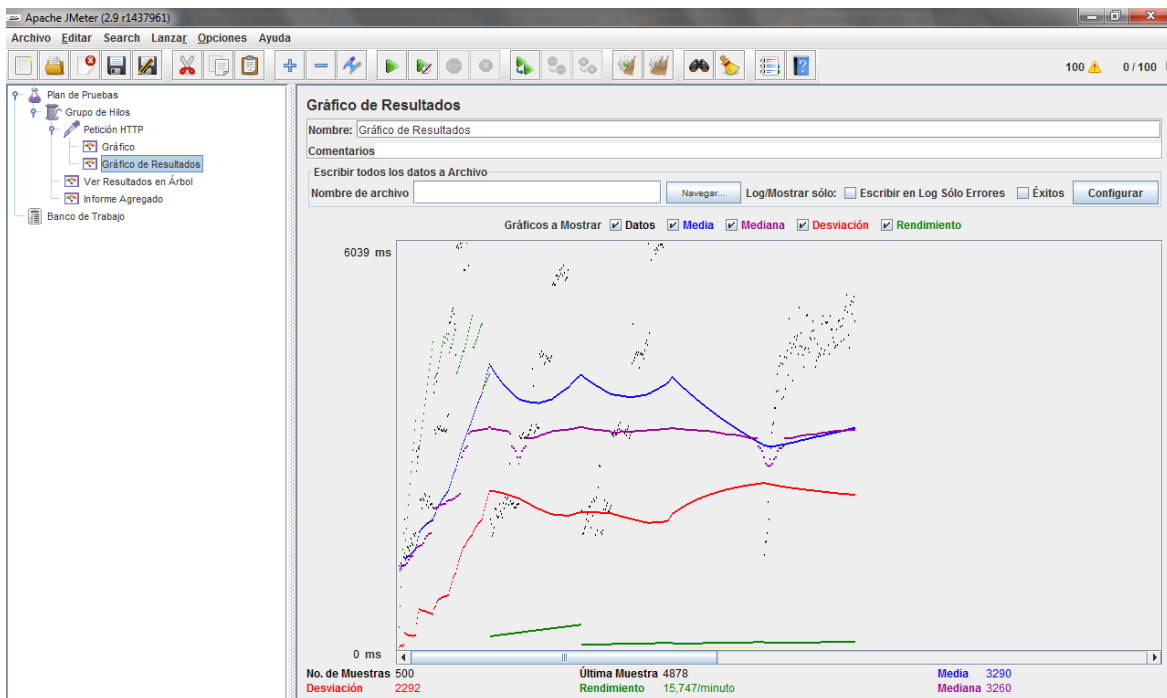 Apache JMeter (2.9 r1437961)
Archivo Editar Search Lanzar Opciones Ayuda
100 0 / 100
Plan de Pruebas
Grupo de Hilos
Petición HTTP
Gráfico
Gráfico de Resultados
Ver Resultados en Árbol
Informe Agregado
Banco de Trabajo
Gráfico de Resultados
Nombre: Gráfico de Resultados
Comentarios
Escribir todos los datos a Archivo
Nombre de archivo Navegar... Log/Mostrar sólo: Escribir en Log Sólo Errores Éxitos Configurar
Gráficos a Mostrar Datos Media Mediana Desviación Rendimiento
6039 ms
0 ms
No. de Muestras 500 Última Muestra 4878 Media 3290
Desviación 2292 Rendimiento 15,747/minuto Mediana 3260